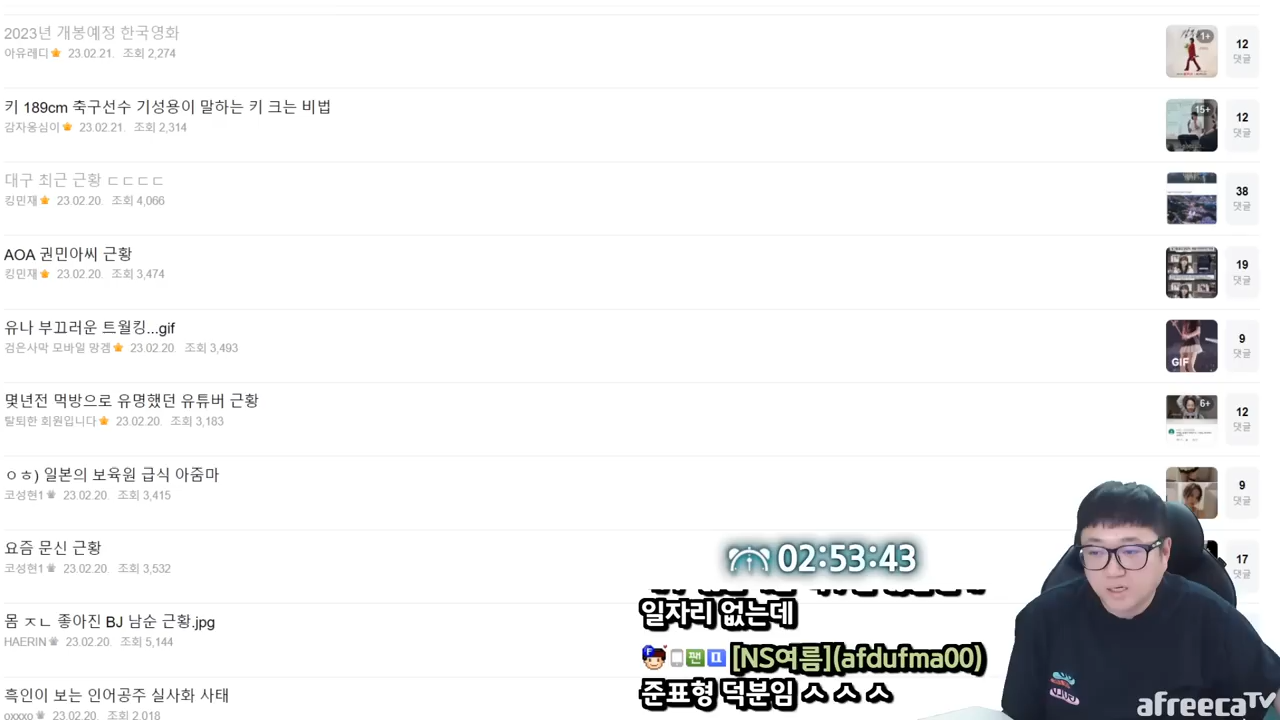 2023년 개봉예정 한국영화
아유레디 23.02.21. 조회 2,274
1+
12
댓글
키 189cm 축구선수 기성용이 말하는 키 크는 비법
감자옹심이 23.02.21. 조회 2,314
15+
12
댓글
대구 최근 근황 ㄷㄷㄷㄷ
킹민재 23.02.20. 조회 4,066
38
댓글
AOA 권민아씨 근황
킹민재 23.02.20. 조회 3,474
19
댓글
유나 부끄러운 트월킹...gif
검은사막 모바일 망겜 23.02.20. 조회 3,493
GIF
9
댓글
몇년전 먹방으로 유명했던 유튜버 근황
탈퇴한 회원입니다 23.02.20. 조회 3,183
6+
12
댓글
ㅇㅎ) 일본의 보육원 급식 아줌마
코성현1 23.02.20. 조회 3,415
9
댓글
요즘 문신 근황
코성현1 23.02.20. 조회 3,532
17
댓글
02:53:43
일자리 없는데
몸 ㅈㄴ 좋아진 BJ 남순 근황.jpg
23.02.20. 조회 5,144
팬
[NS여름](afdufma00)
준표형 덕분임 ㅅㅅㅅ
흑인이 보는 인어공주 실사화 사태
23.02.20. 조회 2,018
afreecaTV